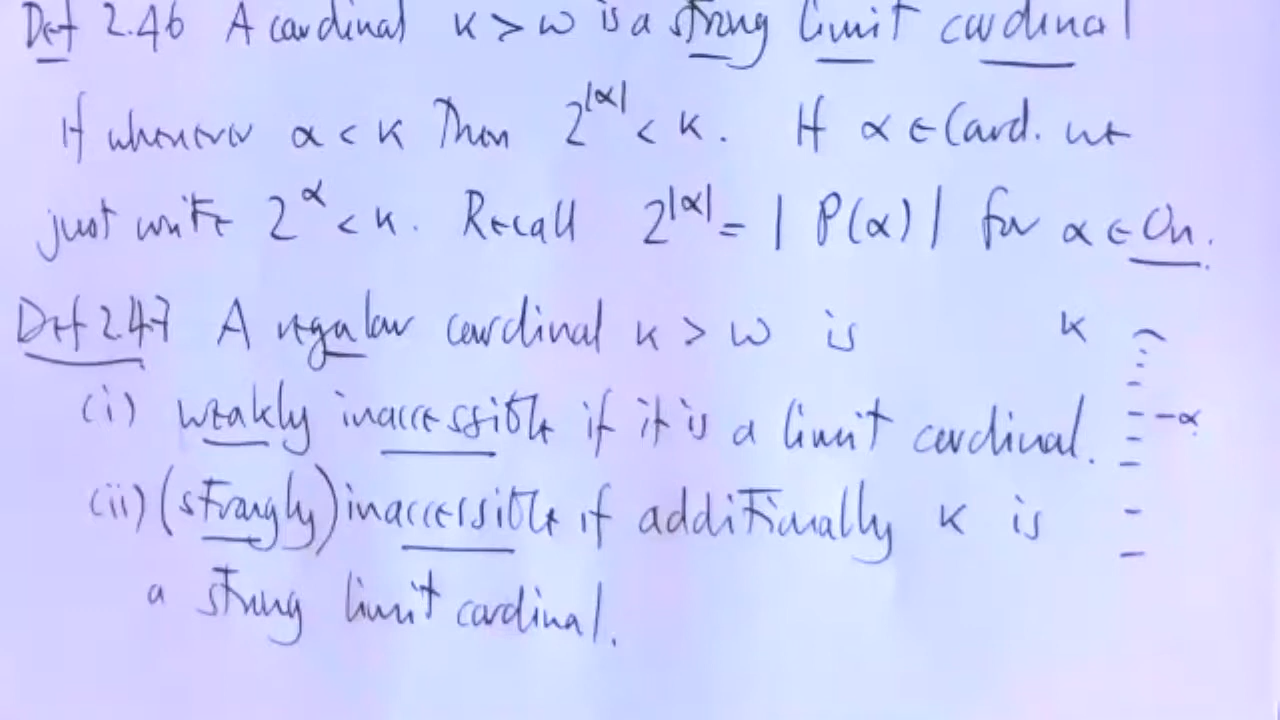 Def 2.46 A cardinal κ > ω is a strong limit cardinal
if whenever α < κ Then 2^|α| < κ. If α ∈ Card. we
just write 2^α < κ. Recall 2^|α| = | P(α) | for α ∈ On.
Def 2.47 A regular cardinal κ > ω is
(i) weakly inaccessible if it is a limit cardinal.
(ii) (strongly) inaccessible if additionally κ is
a strong limit cardinal.
κ
α